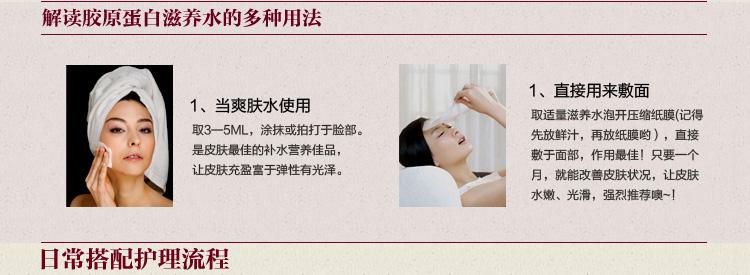 解读胶原蛋白滋养水的多种用法
1、当爽肤水使用
取3—5ML，涂抹或拍打于脸部。
是皮肤最佳的补水营养佳品，
让皮肤充盈富于弹性有光泽。
1、直接用来敷面
取适量滋养水泡开压缩纸膜(记得
先放鲜汁，再放纸膜哟），直接
敷于面部，作用最佳！只要一个
月，就能改善皮肤状况，让皮肤
水嫩、光滑，强烈推荐噢~！
日常搭配护理流程